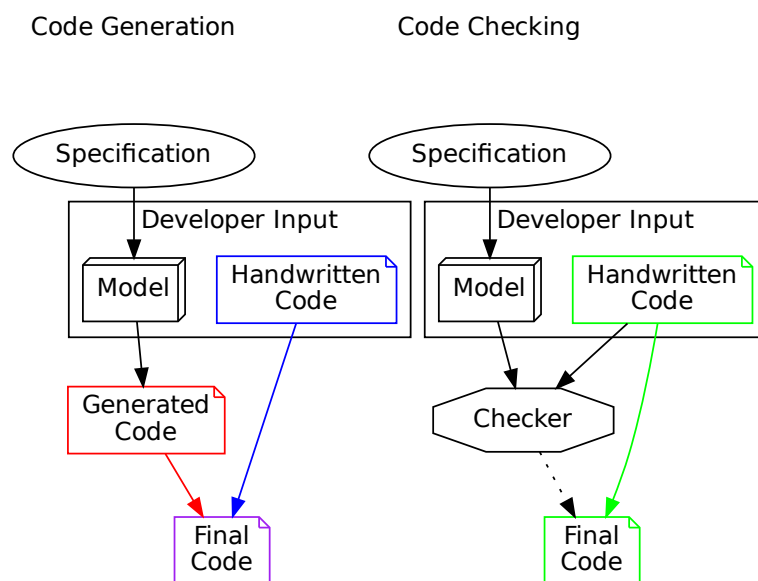 Code Generation
Code Checking
Specification
Specification
Developer Input
Developer Input
Model
Handwritten
Code
Model
Handwritten
Code
Generated
Code
Checker
Final
Code
Final
Code